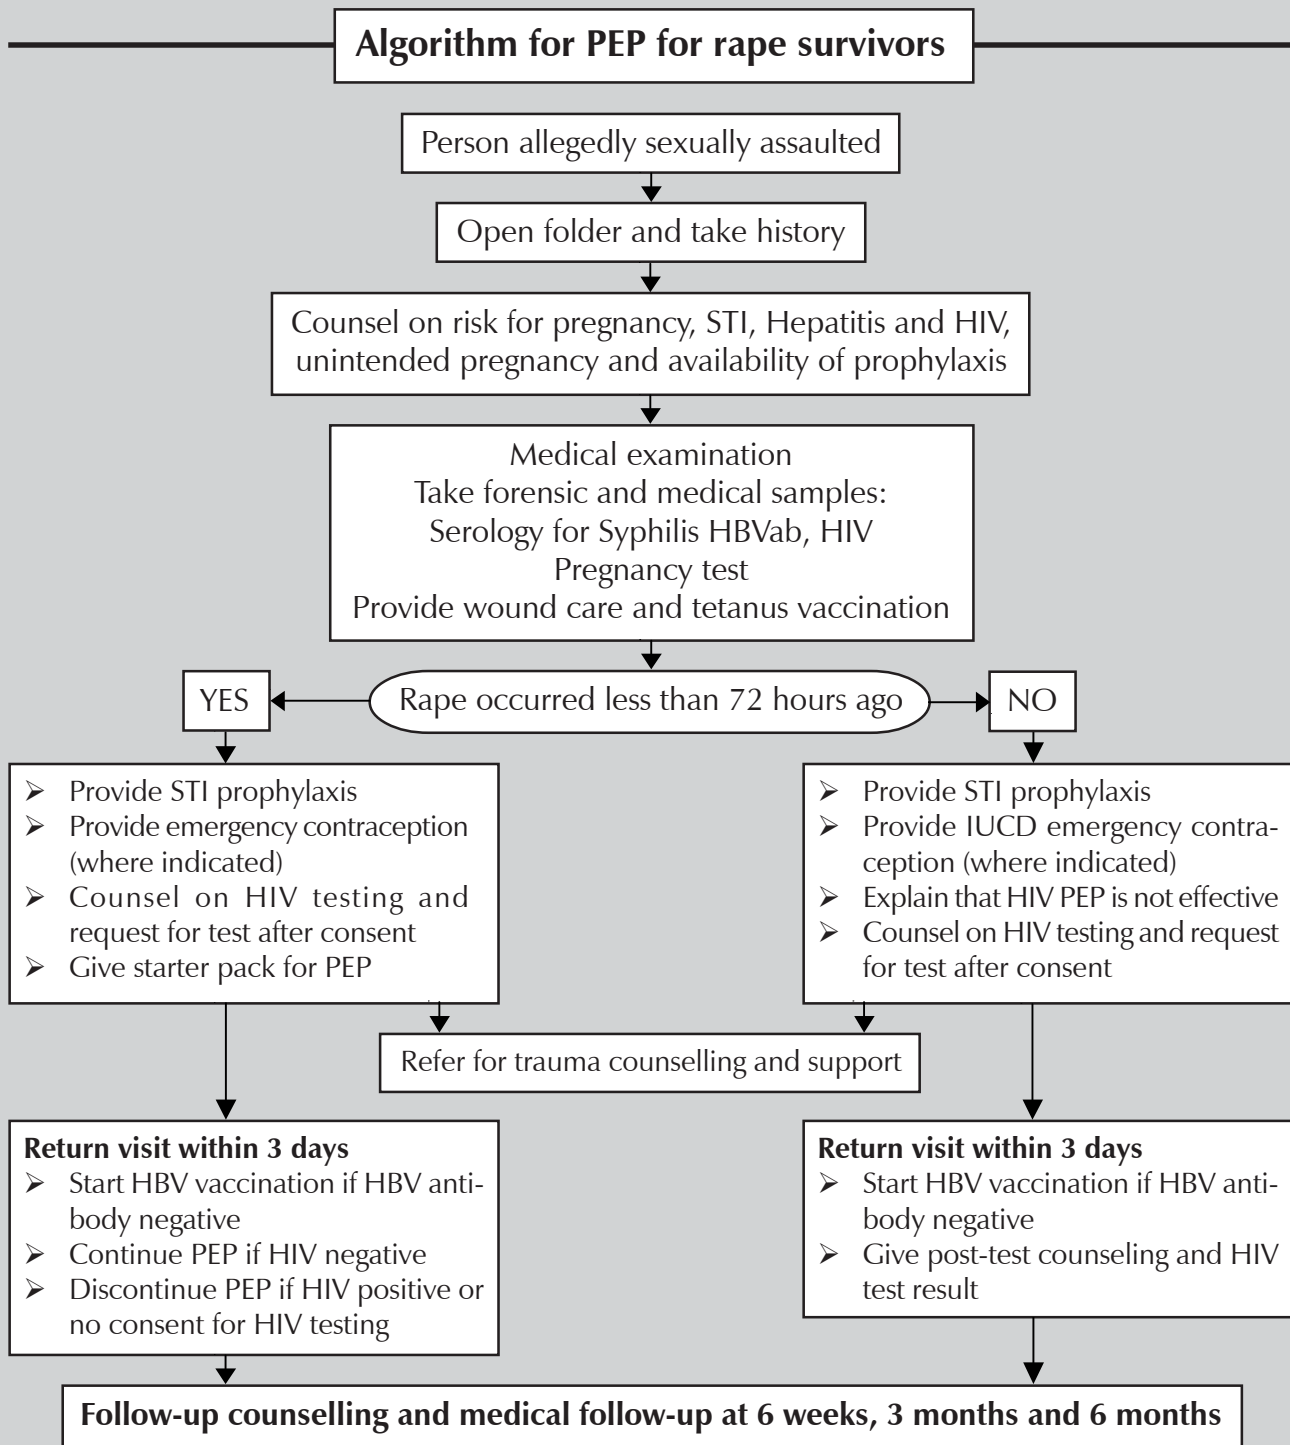 Algorithm for PEP for rape survivors
Person allegedly sexually assaulted
Open folder and take history
Counsel on risk for pregnancy, STI, Hepatitis and HIV,
unintended pregnancy and availability of prophylaxis
Medical examination
Take forensic and medical samples:
Serology for Syphilis HBVab, HIV
Pregnancy test
Provide wound care and tetanus vaccination
YES
Rape occurred less than 72 hours ago
NO
➢ Provide STI prophylaxis
➢ Provide emergency contraception
(where indicated)
➢ Counsel on HIV testing and
request for test after consent
➢ Give starter pack for PEP
➢ Provide STI prophylaxis
➢ Provide IUCD emergency contra-
ception (where indicated)
➢ Explain that HIV PEP is not effective
➢ Counsel on HIV testing and request
for test after consent
Refer for trauma counselling and support
Return visit within 3 days
➢ Start HBV vaccination if HBV anti-
body negative
➢ Continue PEP if HIV negative
➢ Discontinue PEP if HIV positive or
no consent for HIV testing
Return visit within 3 days
➢ Start HBV vaccination if HBV anti-
body negative
➢ Give post-test counseling and HIV
test result
Follow-up counselling and medical follow-up at 6 weeks, 3 months and 6 months